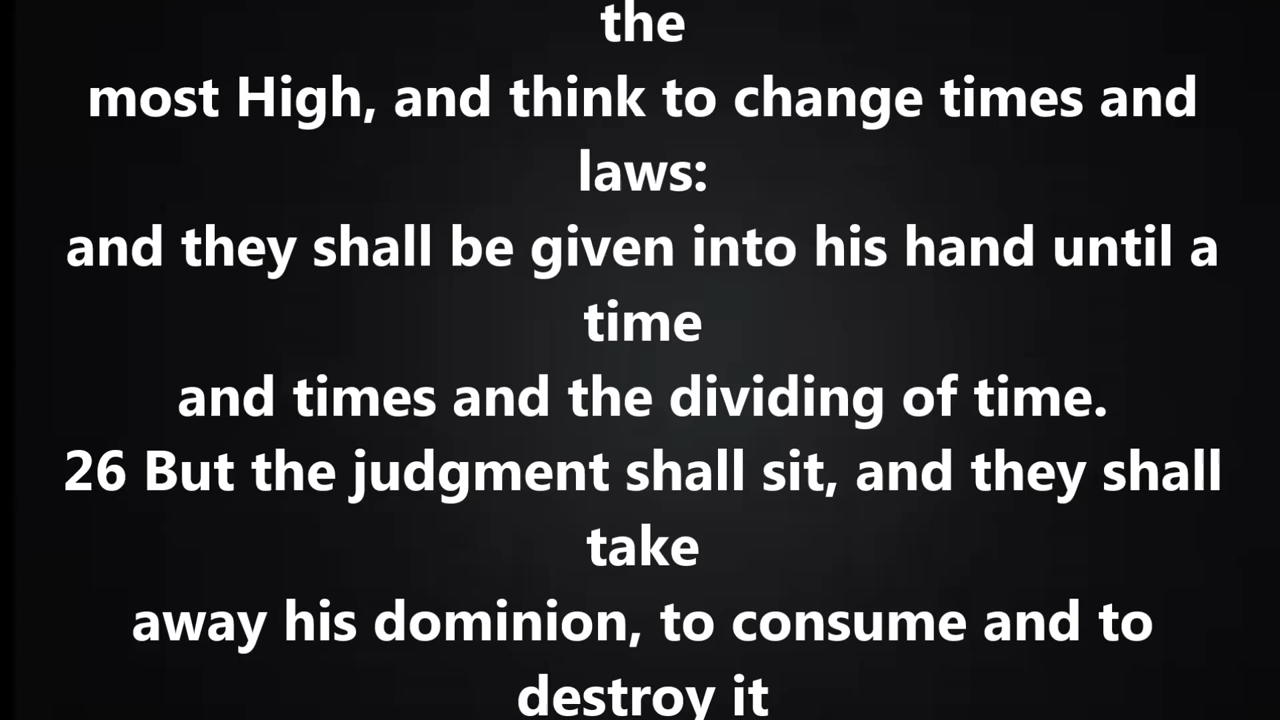 the
most High, and think to change times and
laws:
and they shall be given into his hand until a
time
and times and the dividing of time.
26 But the judgment shall sit, and they shall
take
away his dominion, to consume and to
destroy it